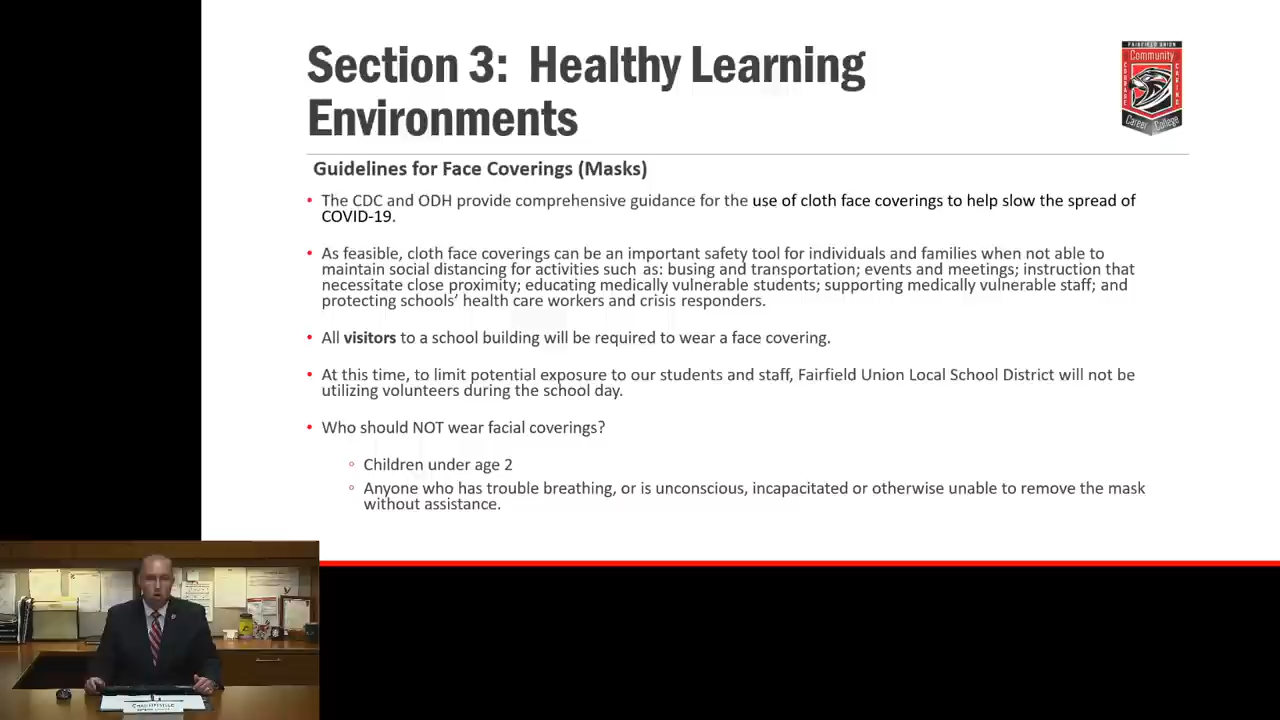 Section 3: Healthy Learning
Environments
FAIRFIELD UNION
Community
COURAGE
CARING
Career College
Guidelines for Face Coverings (Masks)
• The CDC and ODH provide comprehensive guidance for the use of cloth face coverings to help slow the spread of
COVID-19.
• As feasible, cloth face coverings can be an important safety tool for individuals and families when not able to
maintain social distancing for activities such as: busing and transportation; events and meetings; instruction that
necessitate close proximity; educating medically vulnerable students; supporting medically vulnerable staff; and
protecting schools’ health care workers and crisis responders.
• All visitors to a school building will be required to wear a face covering.
• At this time, to limit potential exposure to our students and staff, Fairfield Union Local School District will not be
utilizing volunteers during the school day.
• Who should NOT wear facial coverings?
◦ Children under age 2
◦ Anyone who has trouble breathing, or is unconscious, incapacitated or otherwise unable to remove the mask
without assistance.